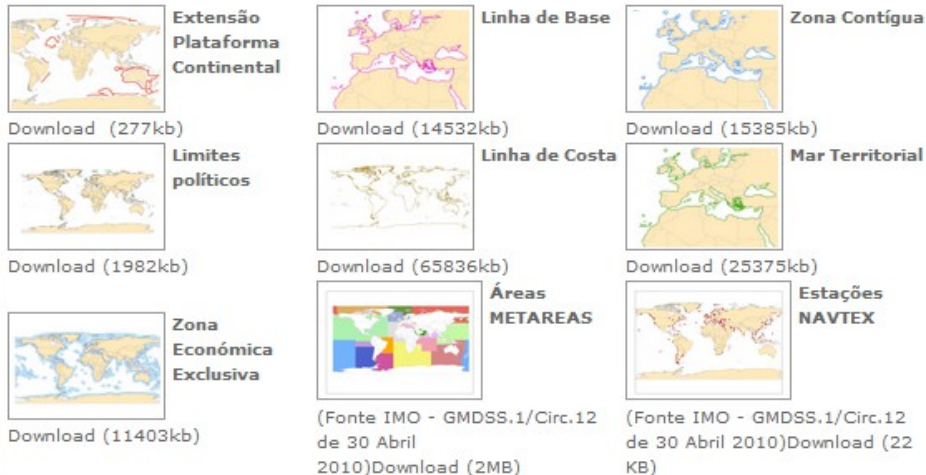 Extensão
Plataforma
Continental
Download (277kb)
Linha de Base
Download (14532kb)
Zona Contígua
Download (15385kb)
Limites
políticos
Download (1982kb)
Linha de Costa
Download (65836kb)
Mar Territorial
Download (25375kb)
Zona
Económica
Exclusiva
Download (11403kb)
Áreas
METAREAS
(Fonte IMO - GMDSS.1/Circ.12
de 30 Abril
2010)Download (2MB)
Estações
NAVTEX
(Fonte IMO - GMDSS.1/Circ.12
de 30 Abril 2010)Download (22
KB)